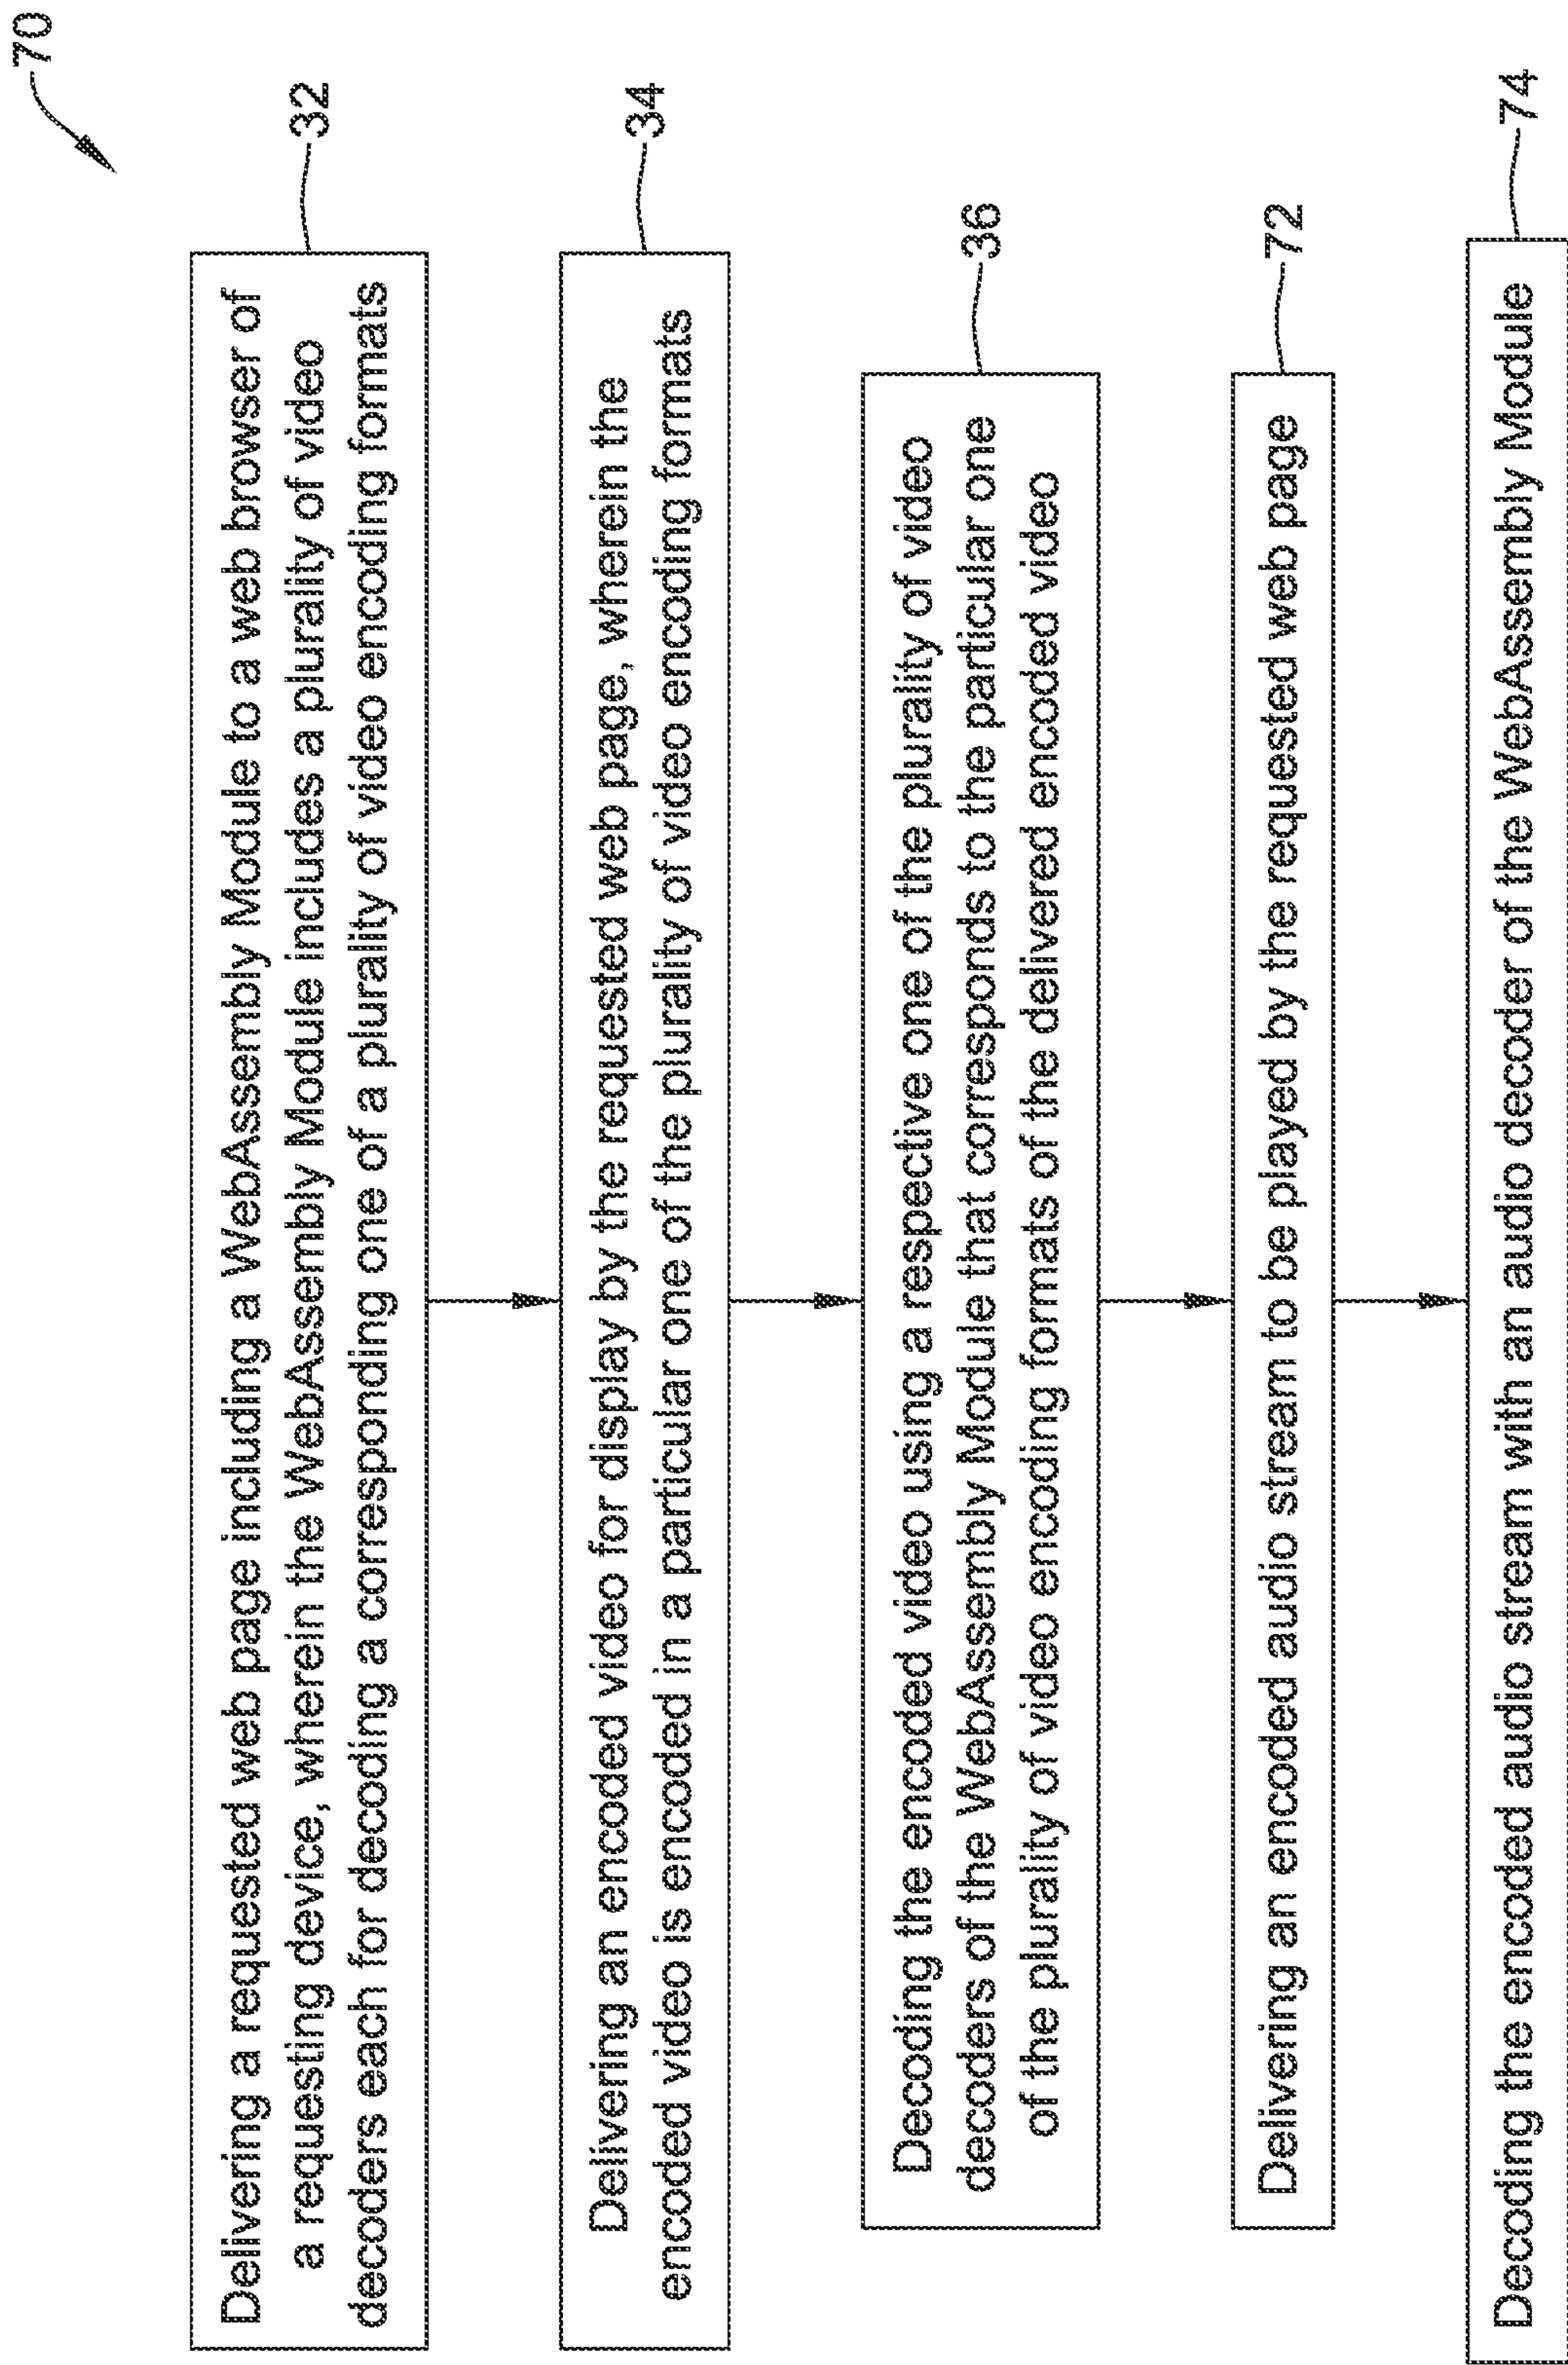 70
Delivering a requested web page including a WebAssembly Module to a web browser of
a requesting device, wherein the WebAssembly Module includes a plurality of video
decoders each for decoding a corresponding one of a plurality of video encoding formats
32
Delivering an encoded video for display by the requested web page, wherein the
encoded video is encoded in a particular one of the plurality of video encoding formats
34
Decoding the encoded video using a respective one of the plurality of video
decoders of the WebAssembly Module that corresponds to the particular one
of the plurality of video encoding formats of the delivered encoded video
36
Delivering an encoded audio stream to be played by the requested web page
72
Decoding the encoded audio stream with an audio decoder of the WebAssembly Module
74